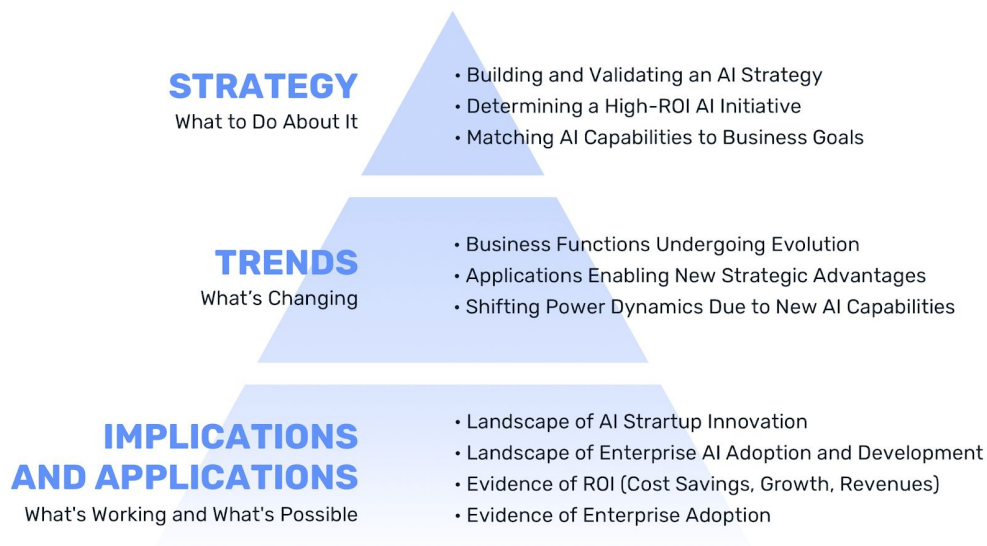 STRATEGY
What to Do About It
• Building and Validating an AI Strategy
• Determining a High-ROI AI Initiative
• Matching AI Capabilities to Business Goals
TRENDS
What’s Changing
• Business Functions Undergoing Evolution
• Applications Enabling New Strategic Advantages
• Shifting Power Dynamics Due to New AI Capabilities
IMPLICATIONS
AND APPLICATIONS
What's Working and What's Possible
• Landscape of AI Strartup Innovation
• Landscape of Enterprise AI Adoption and Development
• Evidence of ROI (Cost Savings, Growth, Revenues)
• Evidence of Enterprise Adoption